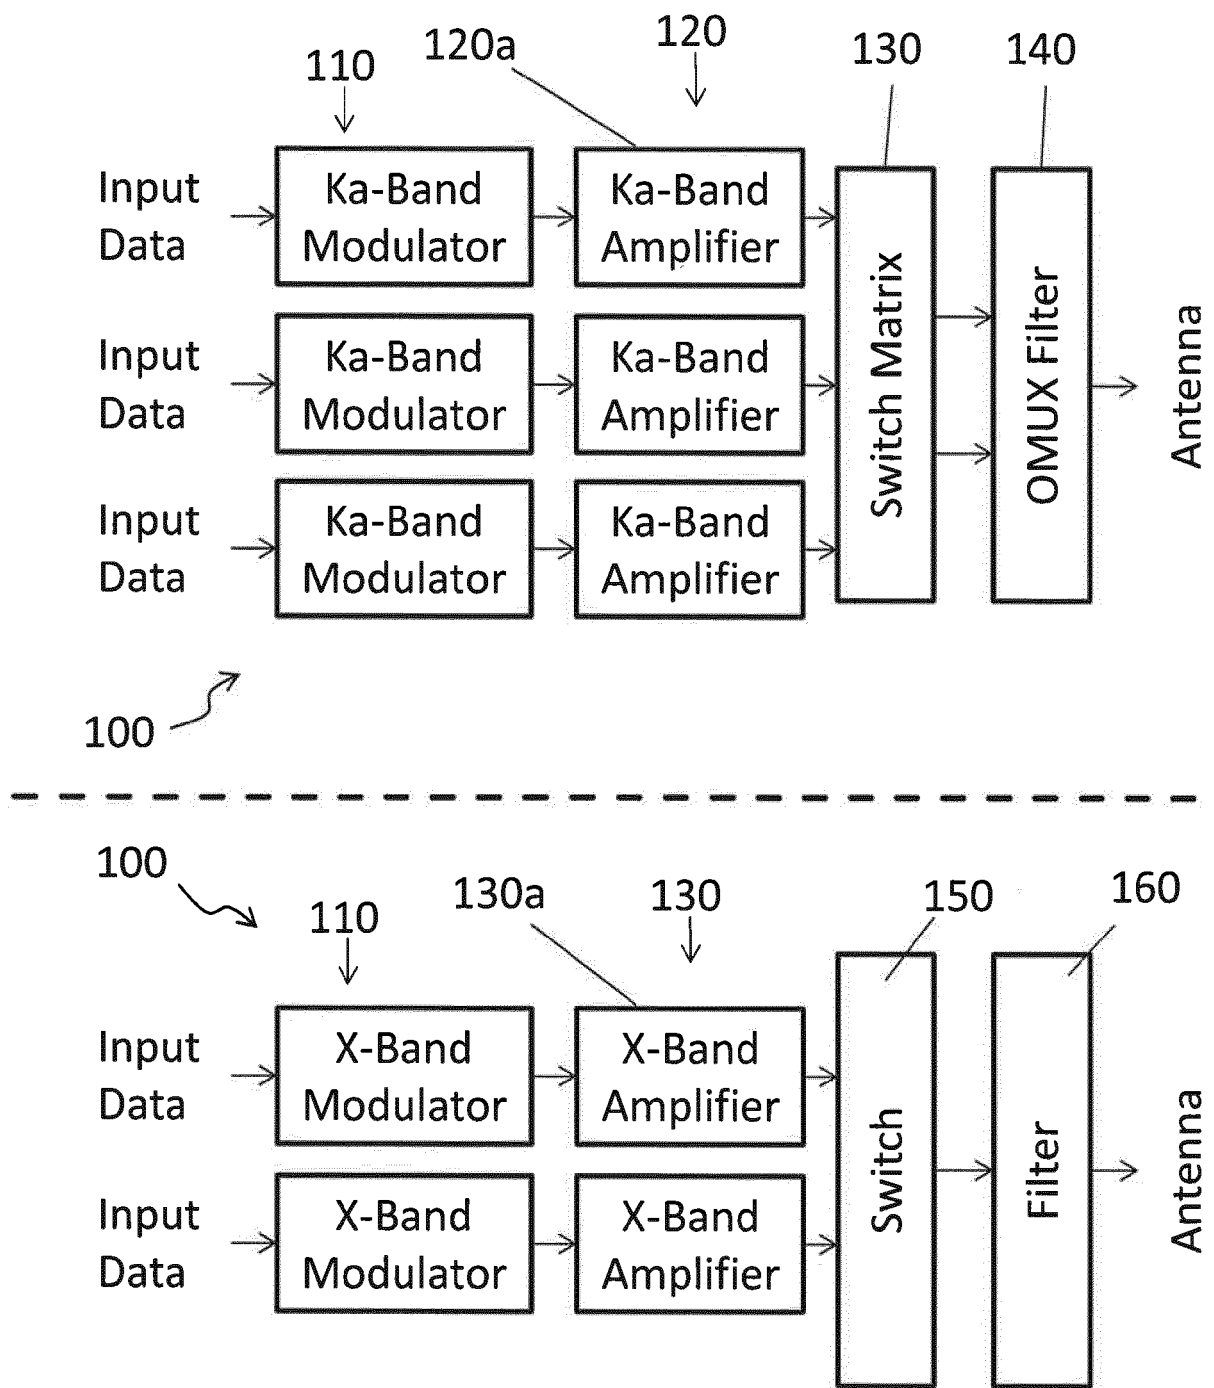 110
120a
120
130
140
Input
Data
Ka-Band
Modulator
Ka-Band
Amplifier
Input
Data
Ka-Band
Modulator
Ka-Band
Amplifier
Input
Data
Ka-Band
Modulator
Ka-Band
Amplifier
Switch Matrix
OMUX Filter
Antenna
100
100
110
130a
130
150
160
Input
Data
X-Band
Modulator
X-Band
Amplifier
Input
Data
X-Band
Modulator
X-Band
Amplifier
Switch
Filter
Antenna